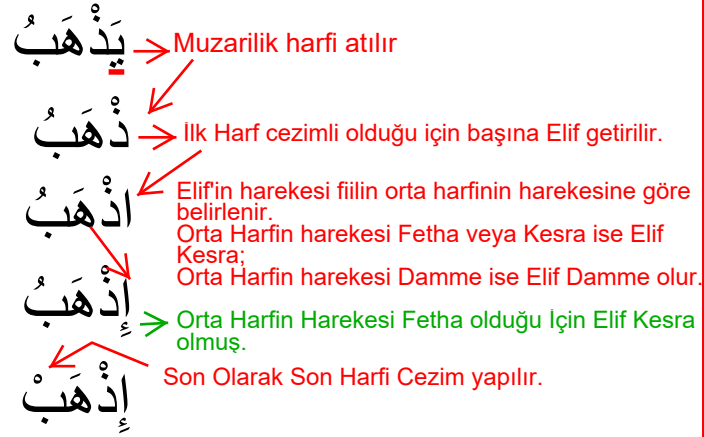 يَذْهَبُ Muzarilik harfi atılır
ذْهَبُ İlk Harf cezimli olduğu için başına Elif getirilir.
اذْهَبُ Elif'in harekesi fiilin orta harfinin harekesine göre
belirlenir.
Orta Harfin harekesi Fetha veya Kesra ise Elif
Kesra;
Orta Harfin harekesi Damme ise Elif Damme olur.
إِذْهَبُ Orta Harfin Harekesi Fetha olduğu İçin Elif Kesra
olmuş.
Son Olarak Son Harfi Cezim yapılır.
إِذْهَبْ